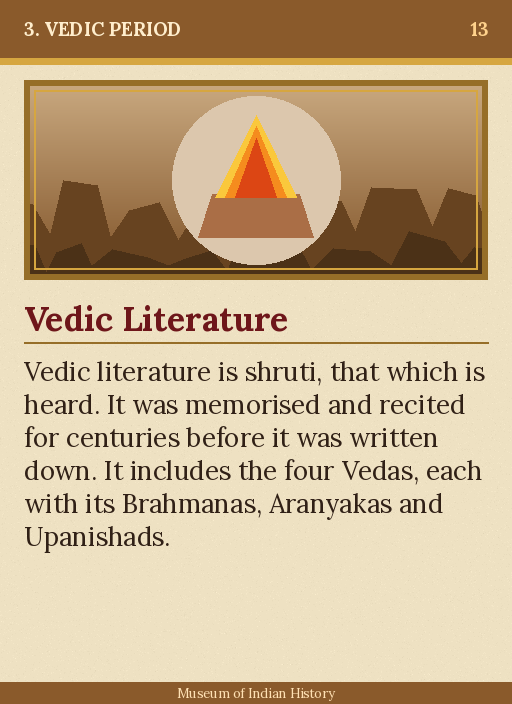 3. VEDIC PERIOD
13
Vedic Literature
Vedic literature is shruti, that which is
heard. It was memorised and recited
for centuries before it was written
down. It includes the four Vedas, each
with its Brahmanas, Aranyakas and
Upanishads.
Museum of Indian History